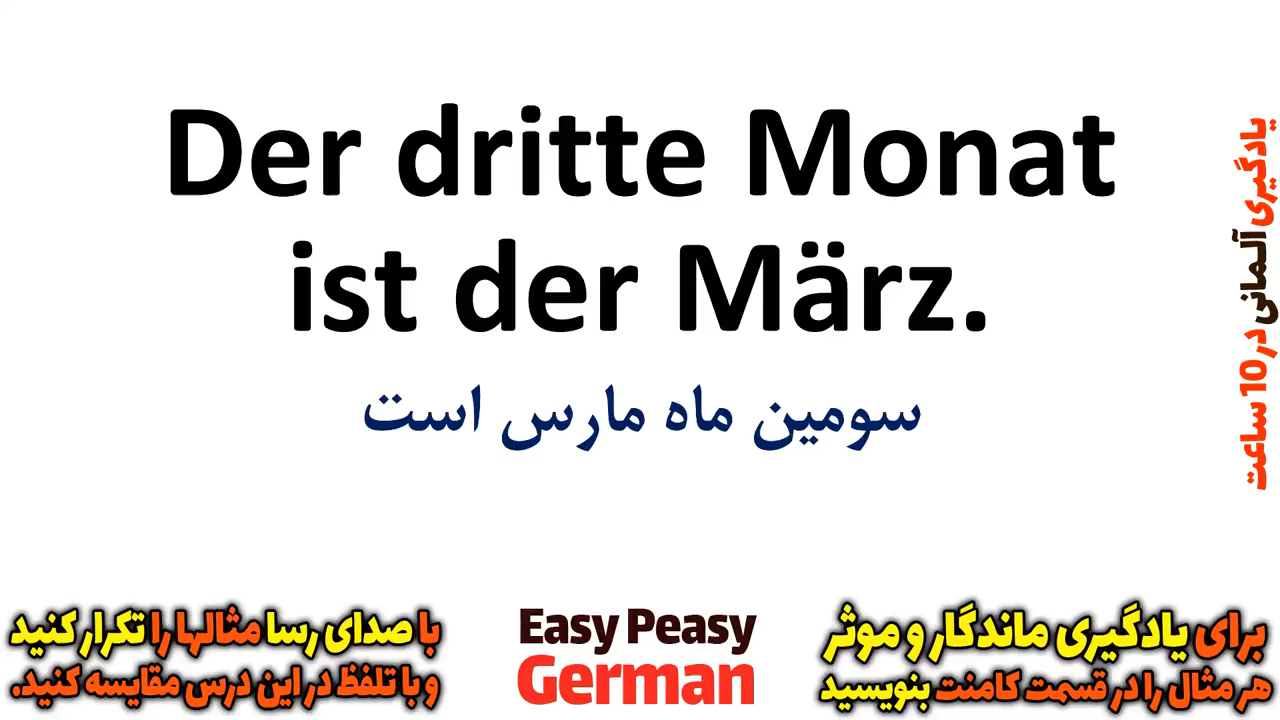 Der dritte Monat
ist der März.
سومین ماه مارس است
یادگیری آلمانی در 10 ساعت
با صدای رسا مثالها را تکرار کنید
و با تلفظ در این درس مقایسه کنید.
Easy Peasy
German
برای یادگیری ماندگار و موثر
هر مثال را در قسمت کامنت بنویسید